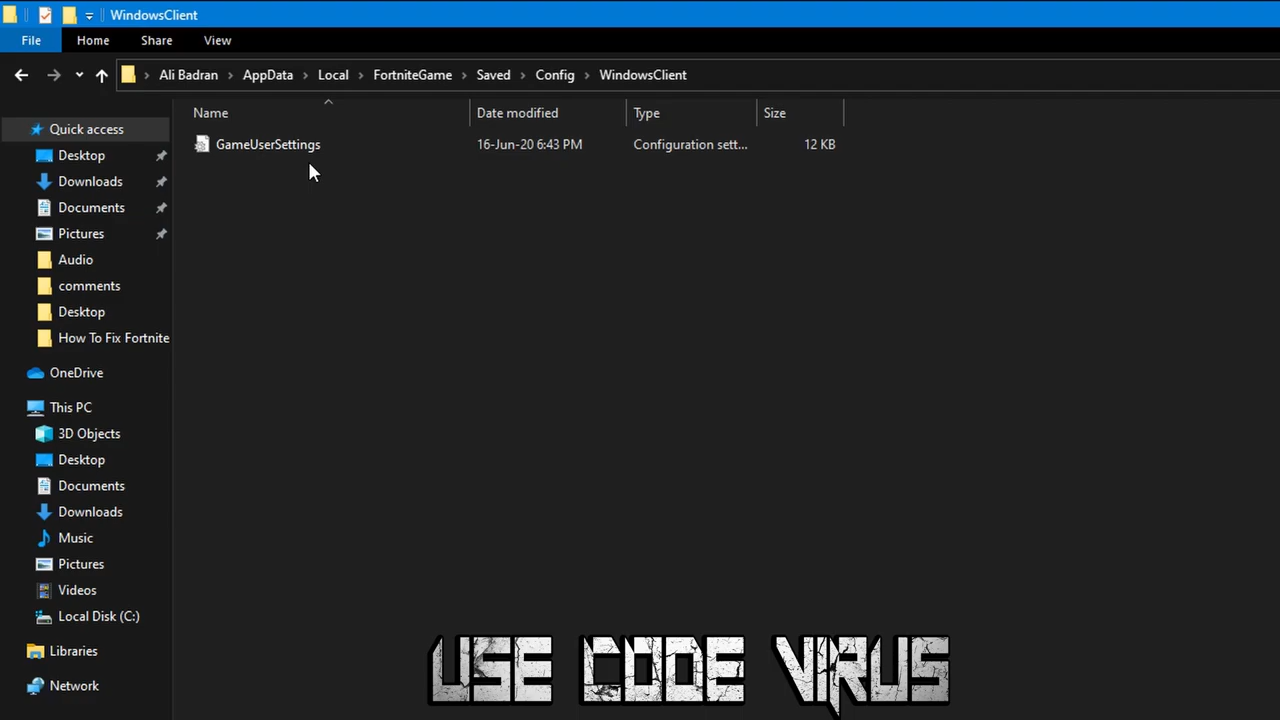 WindowsClient
File Home Share View
Ali Badran AppData Local FortniteGame Saved Config WindowsClient
Name Date modified Type Size
GameUserSettings 16-Jun-20 6:43 PM Configuration sett... 12 KB
Quick access
Desktop
Downloads
Documents
Pictures
Audio
comments
Desktop
How To Fix Fortnite
OneDrive
This PC
3D Objects
Desktop
Documents
Downloads
Music
Pictures
Videos
Local Disk (C:)
Libraries
Network
USE CODE VIRUS